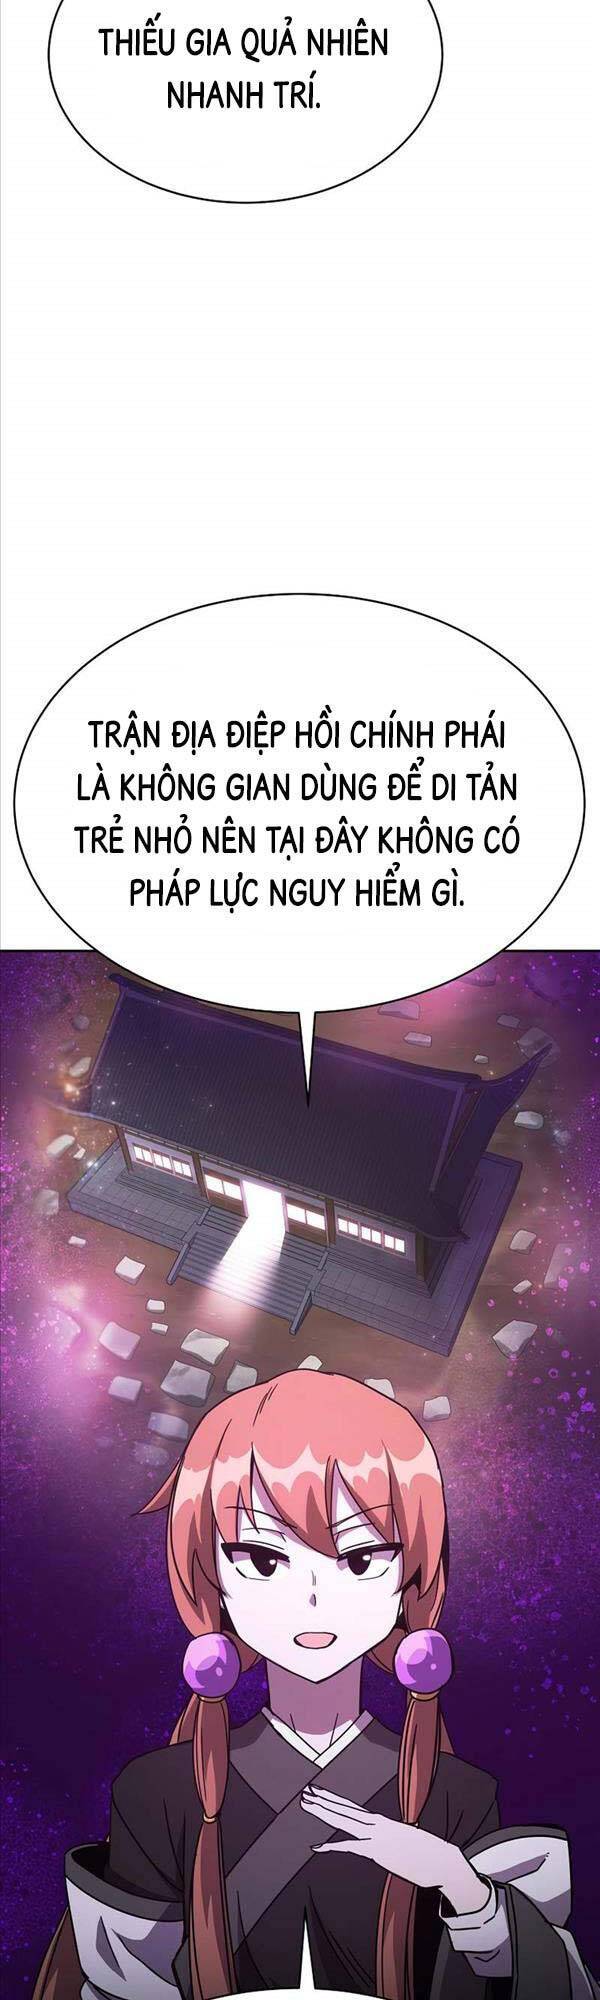 THIẾU GIA QUẢ NHIÊN
NHANH TRÍ.
TRẬN ĐỊA ĐIỆP HỒI CHÍNH PHÁI
LÀ KHÔNG GIAN DÙNG ĐỂ DI TẢN
TRẺ NHỎ NÊN TẠI ĐÂY KHÔNG CÓ
PHÁP LỰC NGUY HIỂM GÌ.